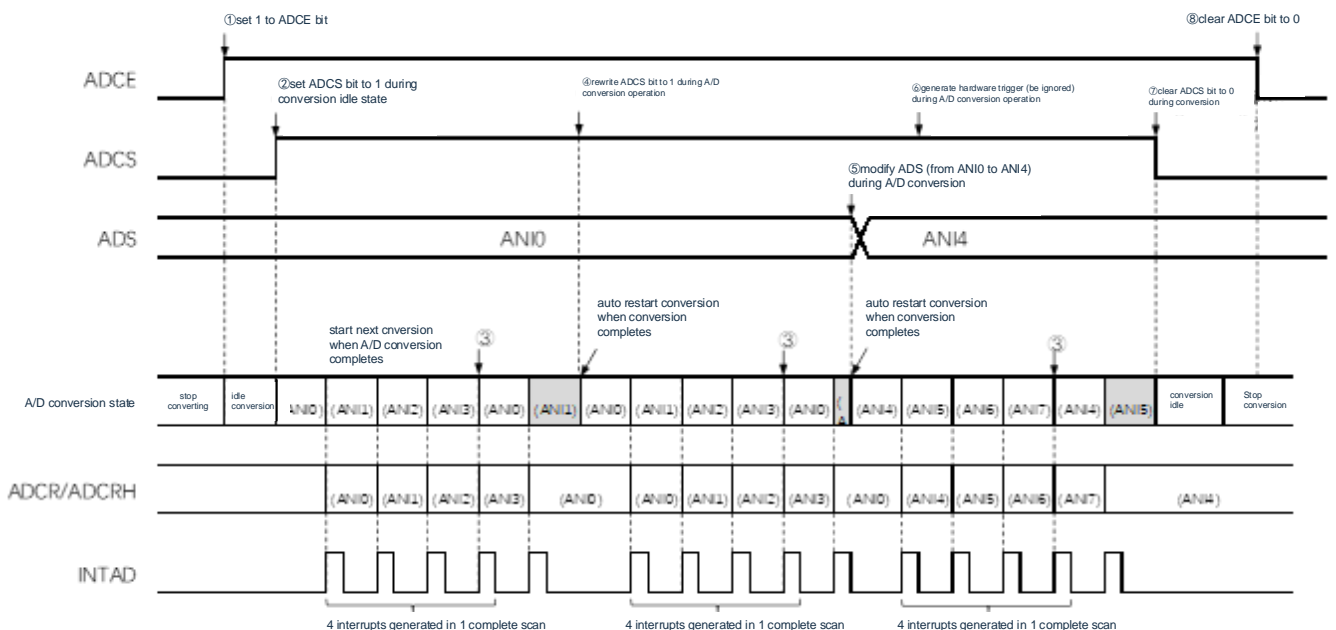 ①set 1 to ADCE bit
⑧clear ADCE bit to 0
ADCE
②set ADCS bit to 1 during
conversion idle state
④rewrite ADCS bit to 1 during A/D
conversion operation
⑥generate hardware trigger (be ignored)
during A/D conversion operation
⑦clear ADCS bit to 0
during conversion
ADCS
⑤modify ADS (from ANI0 to ANI4)
during A/D conversion
ADS
ANI0
ANI4
auto restart conversion
when conversion
completes
auto restart conversion
when conversion
completes
start next cnversion
when A/D conversion
completes
③
③
③
A/D conversion state
stop
converting
idle
conversion
ANI0) (ANI1) (ANI2) (ANI3) (ANI0) (ANI1) (ANI0) (ANI1) (ANI2) (ANI3) (ANI0) (ANI4) (ANI5) (ANI6) (ANI7) (ANI4) (ANI5)
conversion
idle
Stop
conversion
ADCR/ADCRH
(ANI0) (ANI1) (ANI2) (ANI3) (ANI0) (ANI0) (ANI1) (ANI2) (ANI3) (ANI0) (ANI4) (ANI5) (ANI6) (ANI7) (ANI4)
INTAD
4 interrupts generated in 1 complete scan
4 interrupts generated in 1 complete scan
4 interrupts generated in 1 complete scan